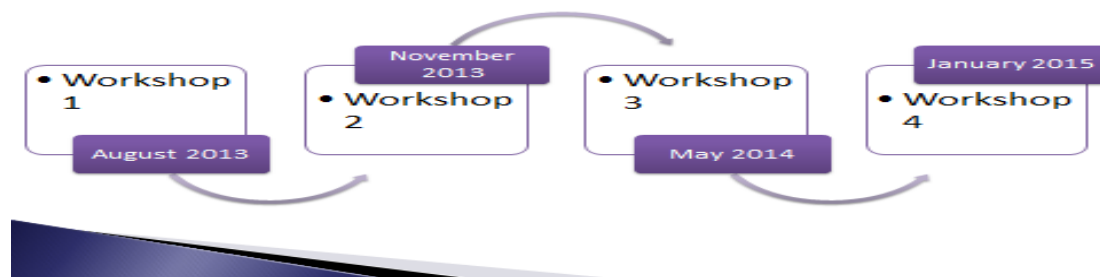 • Workshop
1
August 2013
November
2013
• Workshop
2
• Workshop
3
May 2014
January 2015
• Workshop
4